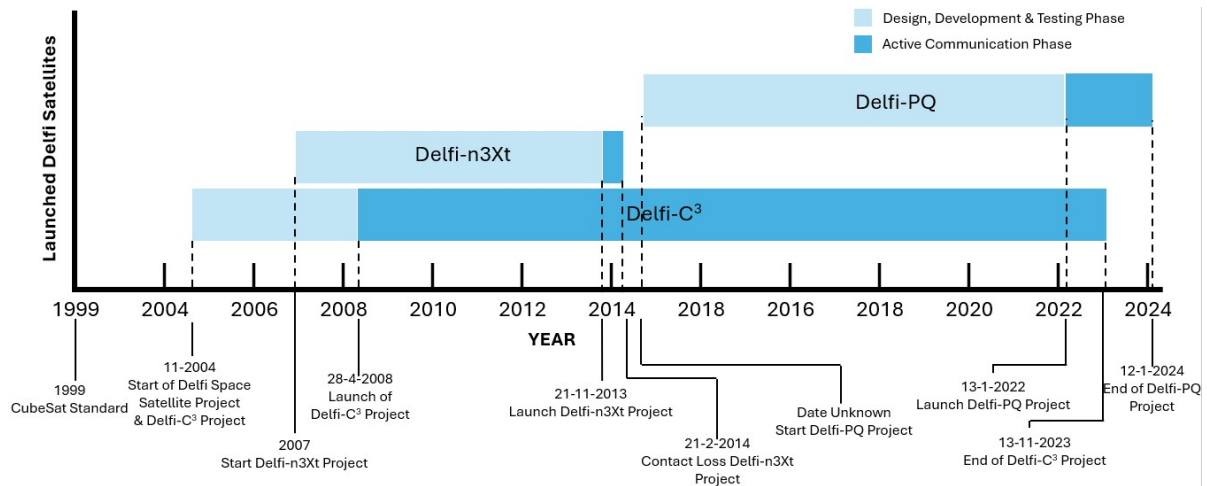 Design, Development & Testing Phase
Active Communication Phase
Launched Delfi Satellites
Delfi-PQ
Delfi-n3Xt
Delfi-C³
1999 2004 2006 2008 2010 2012 2014 2018 2016 2018 2020 2022 2024
YEAR
1999
CubeSat Standard
11-2004
Start of Delfi Space
Satellite Project
& Delfi-C³ Project
2007
Start Delfi-n3Xt Project
28-4-2008
Launch of
Delfi-C³ Project
21-11-2013
Launch Delfi-n3Xt Project
21-2-2014
Contact Loss Delfi-n3Xt
Project
Date Unknown
Start Delfi-PQ Project
13-1-2022
Launch Delfi-PQ Project
13-11-2023
End of Delfi-C³ Project
12-1-2024
End of Delfi-PQ
Project